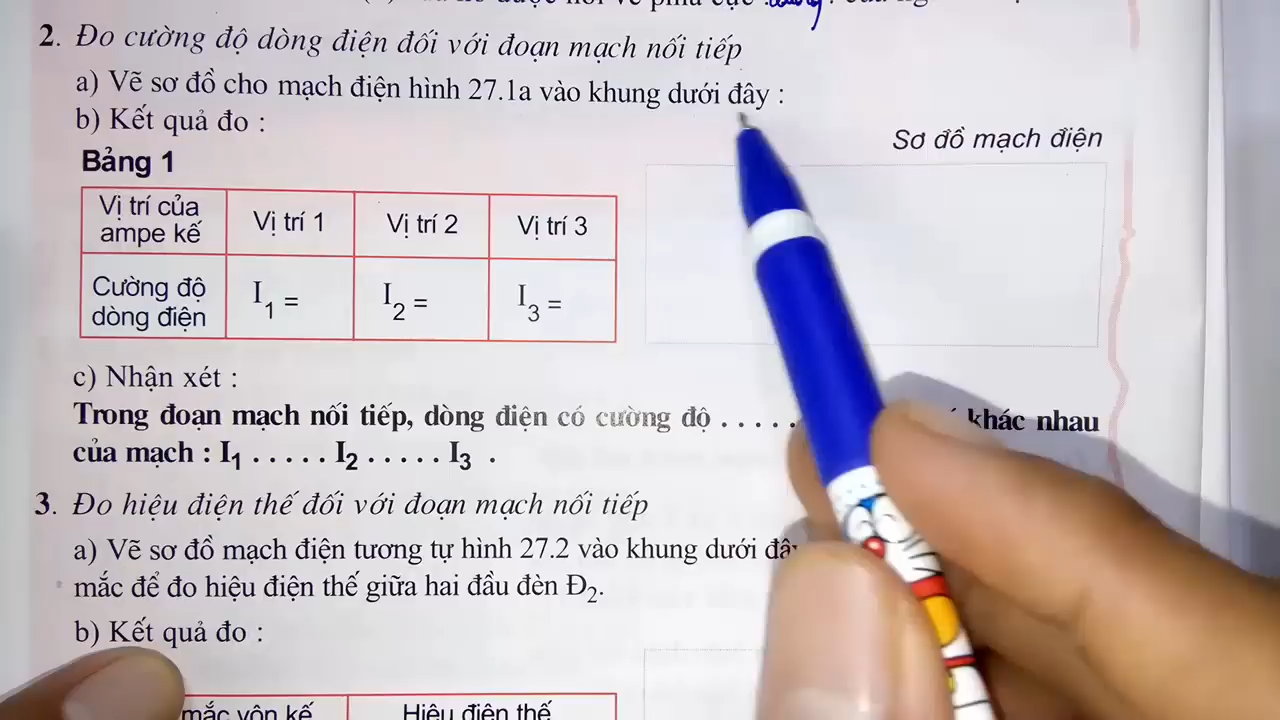 2. Đo cường độ dòng điện đối với đoạn mạch nối tiếp
a) Vẽ sơ đồ cho mạch điện hình 27.1a vào khung dưới đây :
b) Kết quả đo :
Sơ đồ mạch điện
Bảng 1
Vị trí của ampe kế
Vị trí 1
Vị trí 2
Vị trí 3
Cường độ dòng điện
I₁ =
I₂ =
I₃ =
c) Nhận xét :
Trong đoạn mạch nối tiếp, dòng điện có cường độ . . . . . khác nhau
của mạch : I₁ . . . . . I₂ . . . . . I₃ .
3. Đo hiệu điện thế đối với đoạn mạch nối tiếp
a) Vẽ sơ đồ mạch điện tương tự hình 27.2 vào khung dưới
mắc để đo hiệu điện thế giữa hai đầu đèn Đ₂.
b) Kết quả đo :
mắc vôn kế
Hiệu điện thế